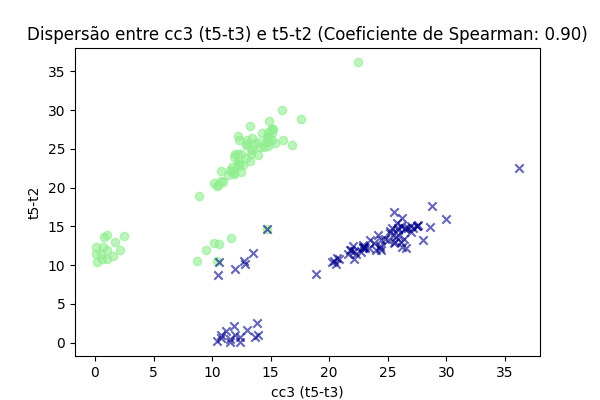 Dispersão entre cc3 (t5-t3) e t5-t2 (Coeficiente de Spearman: 0.90)
35
30
25
20
15
10
5
0
t5-t2
0 5 10 15 20 25 30 35
cc3 (t5-t3)